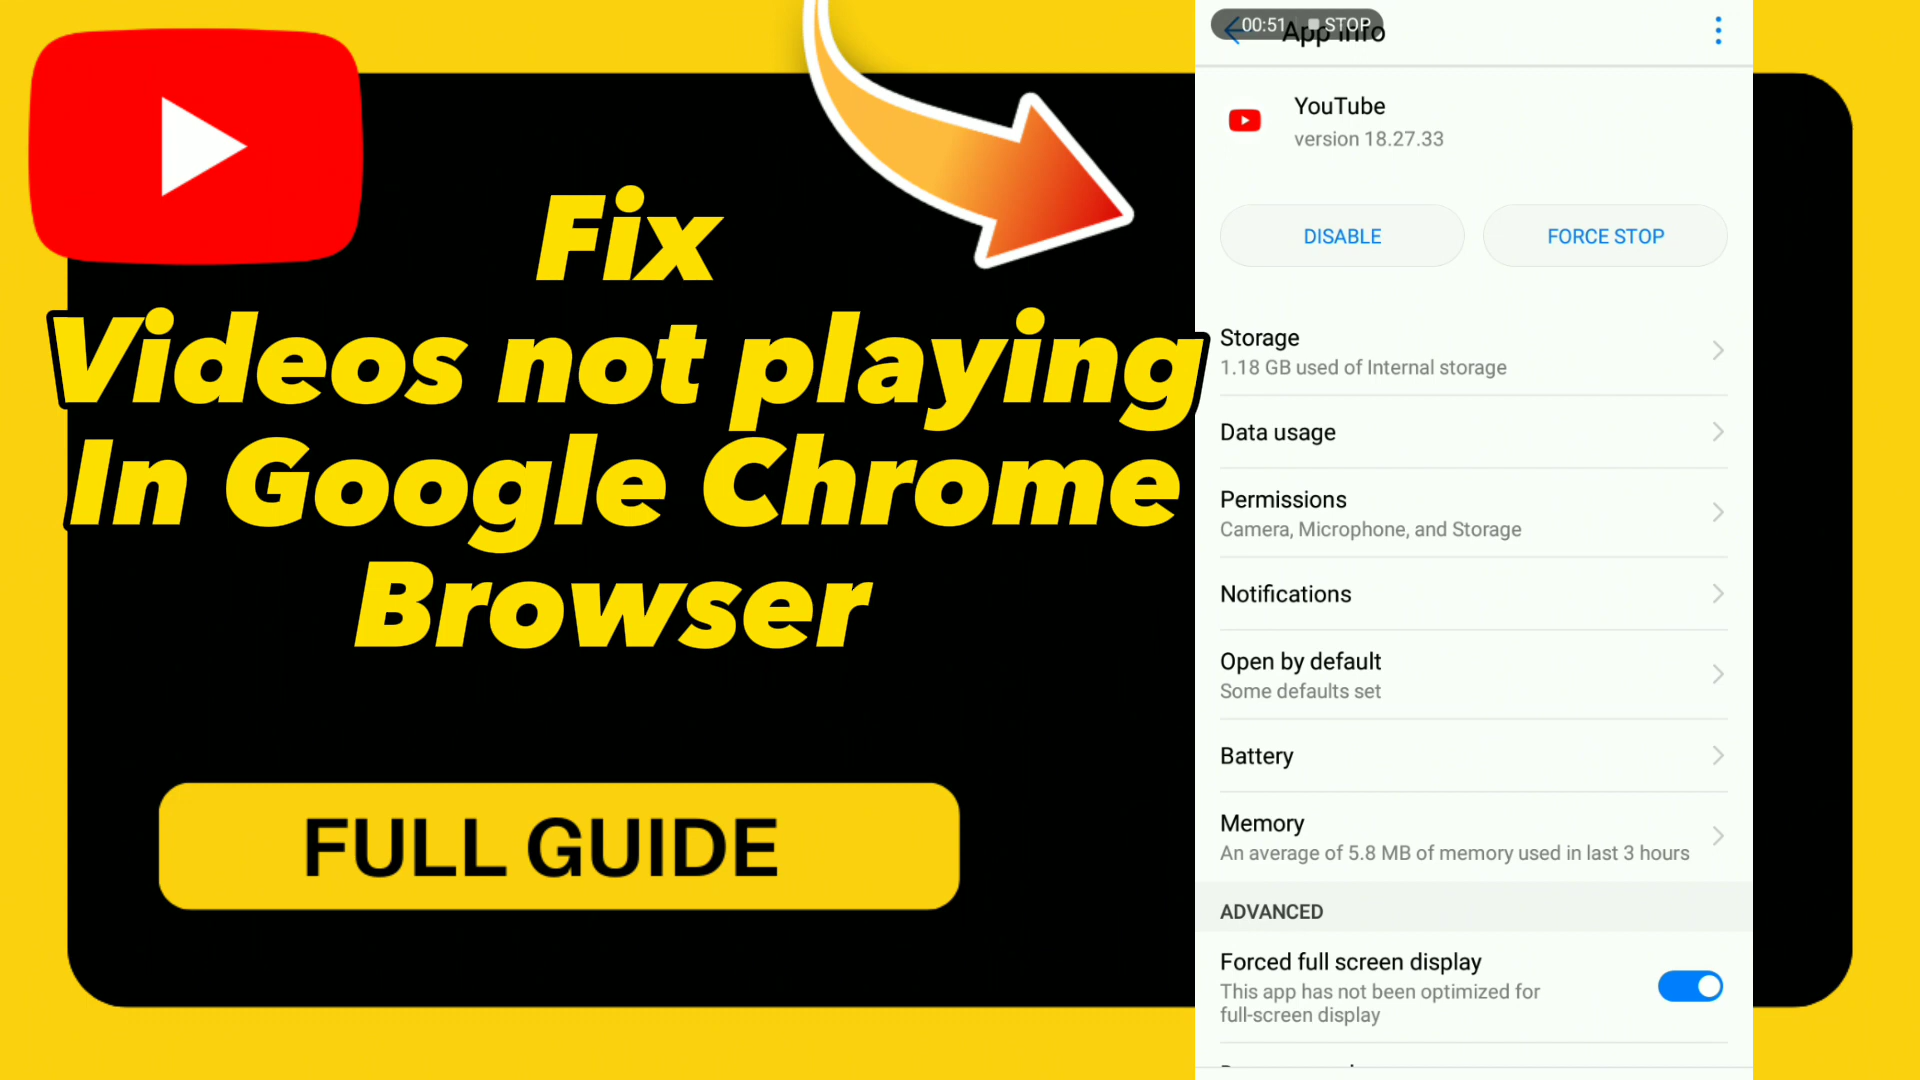 Fix
Videos not playing
In Google Chrome
Browser
FULL GUIDE
00:51 STOP
App info
YouTube
version 18.27.33
DISABLE
FORCE STOP
Storage
1.18 GB used of Internal storage
Data usage
Permissions
Camera, Microphone, and Storage
Notifications
Open by default
Some defaults set
Battery
Memory
An average of 5.8 MB of memory used in last 3 hours
ADVANCED
Forced full screen display
This app has not been optimized for
full-screen display